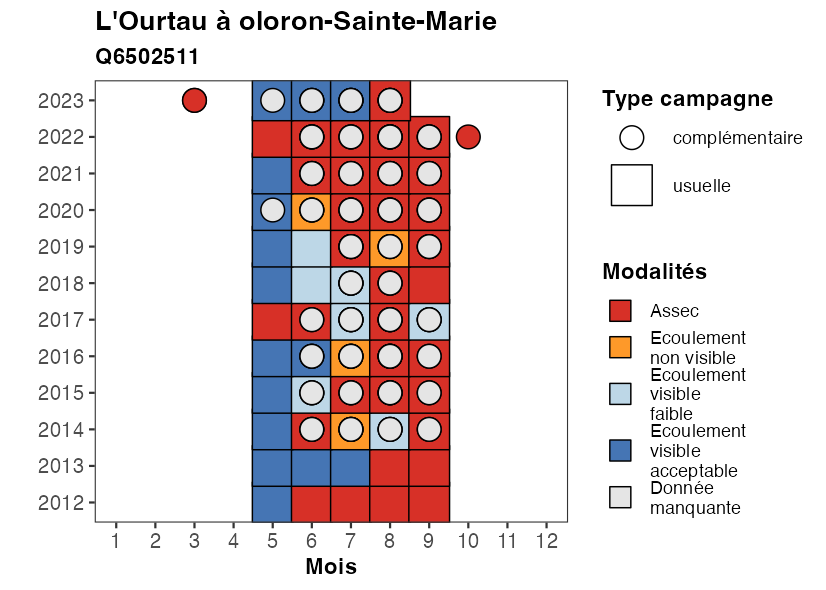 L'Ourtau à oloron-Sainte-Marie
Q6502511
2023
2022
2021
2020
2019
2018
2017
2016
2015
2014
2013
2012
1 2 3 4 5 6 7 8 9 10 11 12
Mois
Type campagne
complémentaire
usuelle
Modalités
Assec
Ecoulement
non visible
Ecoulement
visible
faible
Ecoulement
visible
acceptable
Donnée
manquante